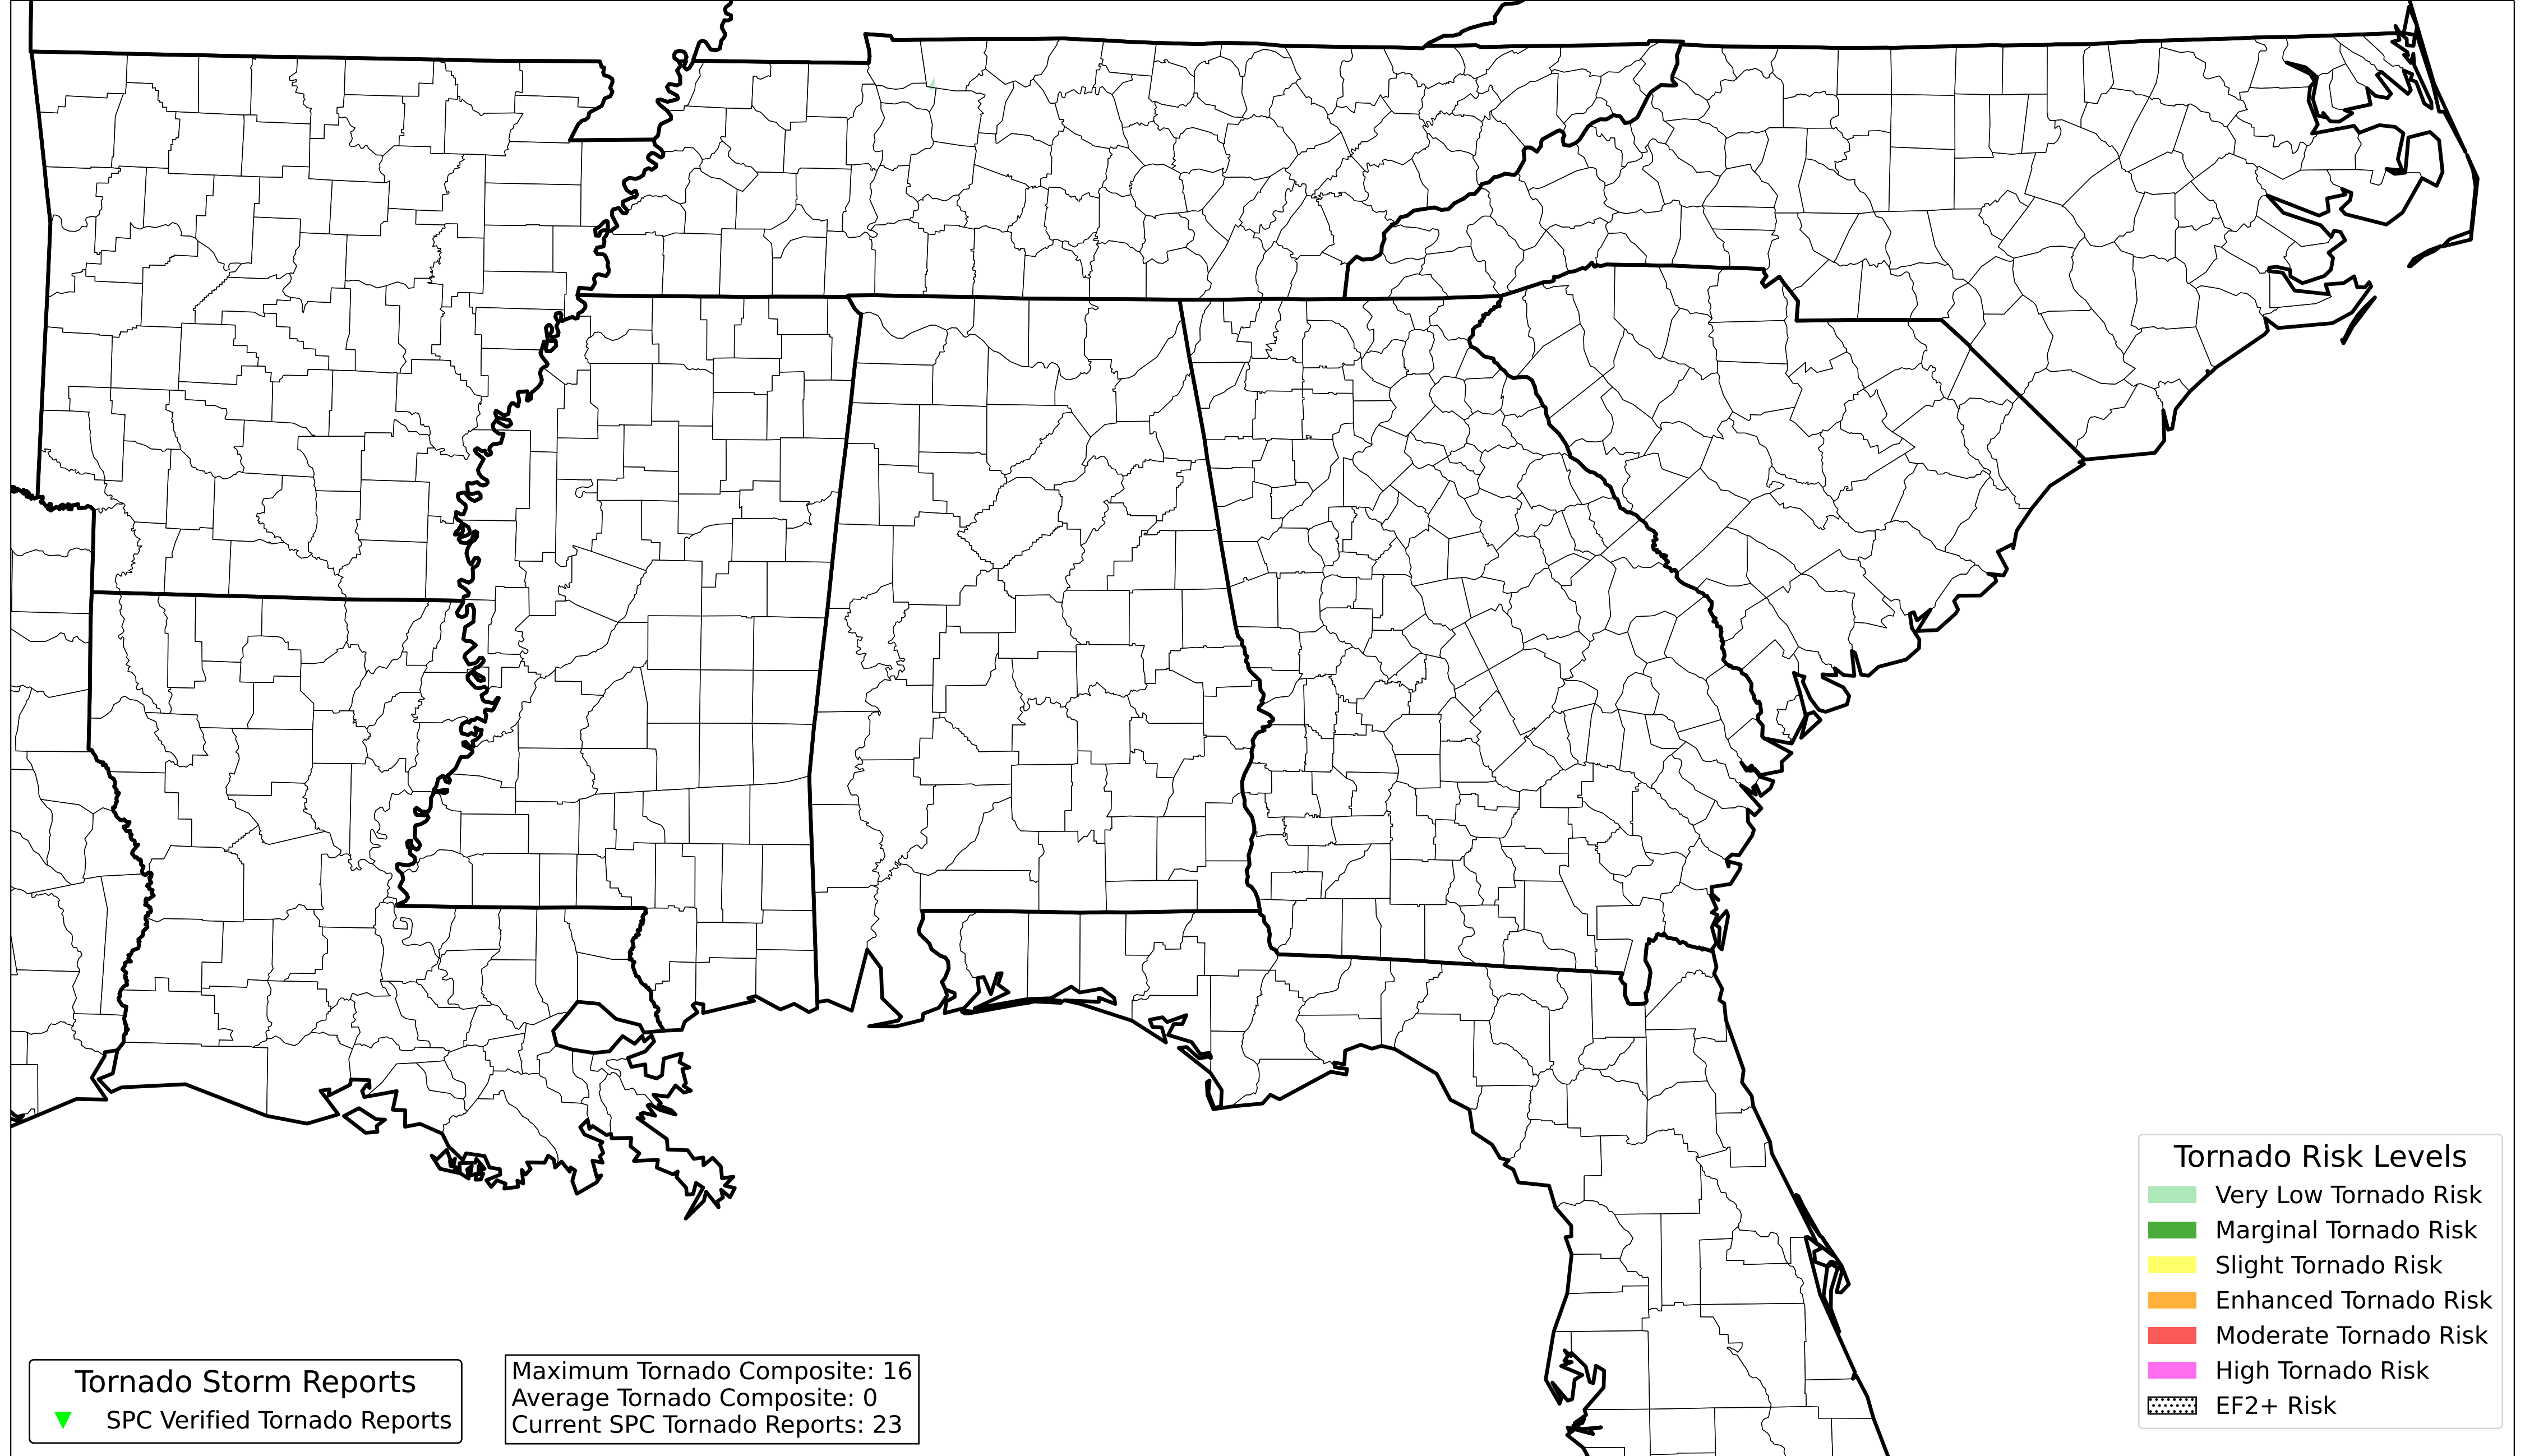 Tornado Risk Levels
Very Low Tornado Risk
Marginal Tornado Risk
Slight Tornado Risk
Enhanced Tornado Risk
Moderate Tornado Risk
High Tornado Risk
EF2+ Risk
Tornado Storm Reports
SPC Verified Tornado Reports
Maximum Tornado Composite: 16
Average Tornado Composite: 0
Current SPC Tornado Reports: 23